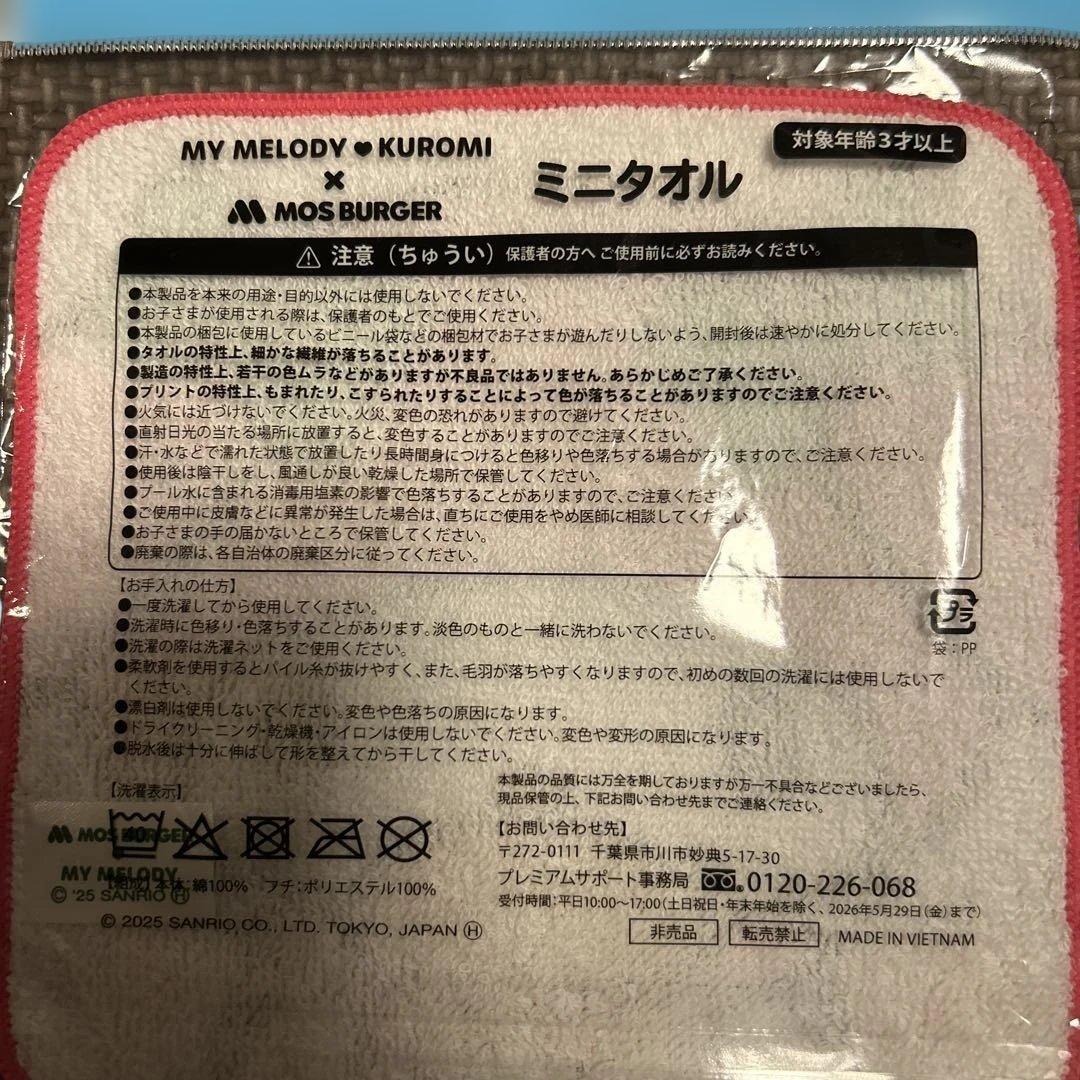 MY MELODY♥KUROMI
×
MOS BURGER
ミニタオル
対象年齢3才以上
⚠ 注意（ちゅうい）保護者の方へ ご使用前に必ずお読みください。
●本製品を本来の用途・目的以外には使用しないでください。
●お子さまが使用される際は、保護者のもとでご使用ください。
●本製品の梱包に使用しているビニール袋などの梱包材でお子さまが遊んだりしないよう、開封後は速やかに処分してください。
●タオルの特性上、細かな繊維が落ちることがあります。
●製造の特性上、若干の色ムラなどがありますが不良品ではありません。あらかじめご了承ください。
●プリントの特性上、もまれたり、こすられたりすることによって色が落ちることがありますのでご注意ください。
●火気には近づけないでください。火災、変色の恐れがありますので避けてください。
●直射日光の当たる場所に放置すると、変色することがありますのでご注意ください。
●汗・水などで濡れた状態で放置したり長時間身につけると色移りや色落ちする場合がありますので、ご注意ください。
●使用後は陰干しをし、風通しが良い乾燥した場所で保管してください。
●プール水に含まれる消毒用塩素の影響で色落ちすることがありますので、ご注意ください。
●ご使用中に皮膚などに異常が発生した場合は、直ちにご使用をやめ医師に相談してください。
●お子さまの手の届かないところで保管してください。
●廃棄の際は、各自治体の廃棄区分に従ってください。
【お手入れの仕方】
●一度洗濯してから使用してください。
●洗濯時に色移り・色落ちすることがあります。淡色のものと一緒に洗わないでください。
●洗濯の際は洗濯ネットをご使用ください。
●柔軟剤を使用するとパイル糸が抜けやすく、また、毛羽が落ちやすくなりますので、初めの数回の洗濯には使用しないで
ください。
●漂白剤は使用しないでください。変色や色落ちの原因になります。
●ドライクリーニング・乾燥機・アイロンは使用しないでください。変色や変形の原因になります。
●脱水後は十分に伸ばして形を整えてから干してください。
プラ
袋：PP
【洗濯表示】
40
MOS BURGER
MY MELODY
© '25 SANRIO Ⓗ
【組成】本体：綿100%　フチ：ポリエステル100%
© 2025 SANRIO CO., LTD. TOKYO, JAPAN Ⓗ
本製品の品質には万全を期しておりますが万一不具合などございましたら、
現品保管の上、下記お問い合わせ先までご連絡ください。
【お問い合わせ先】
〒272-0111 千葉県市川市妙典5-17-30
プレミアムサポート事務局 0120-226-068
受付時間：平日10:00～17:00（土日祝日・年末年始を除く、2026年5月29日（金）まで）
非売品 転売禁止 MADE IN VIETNAM